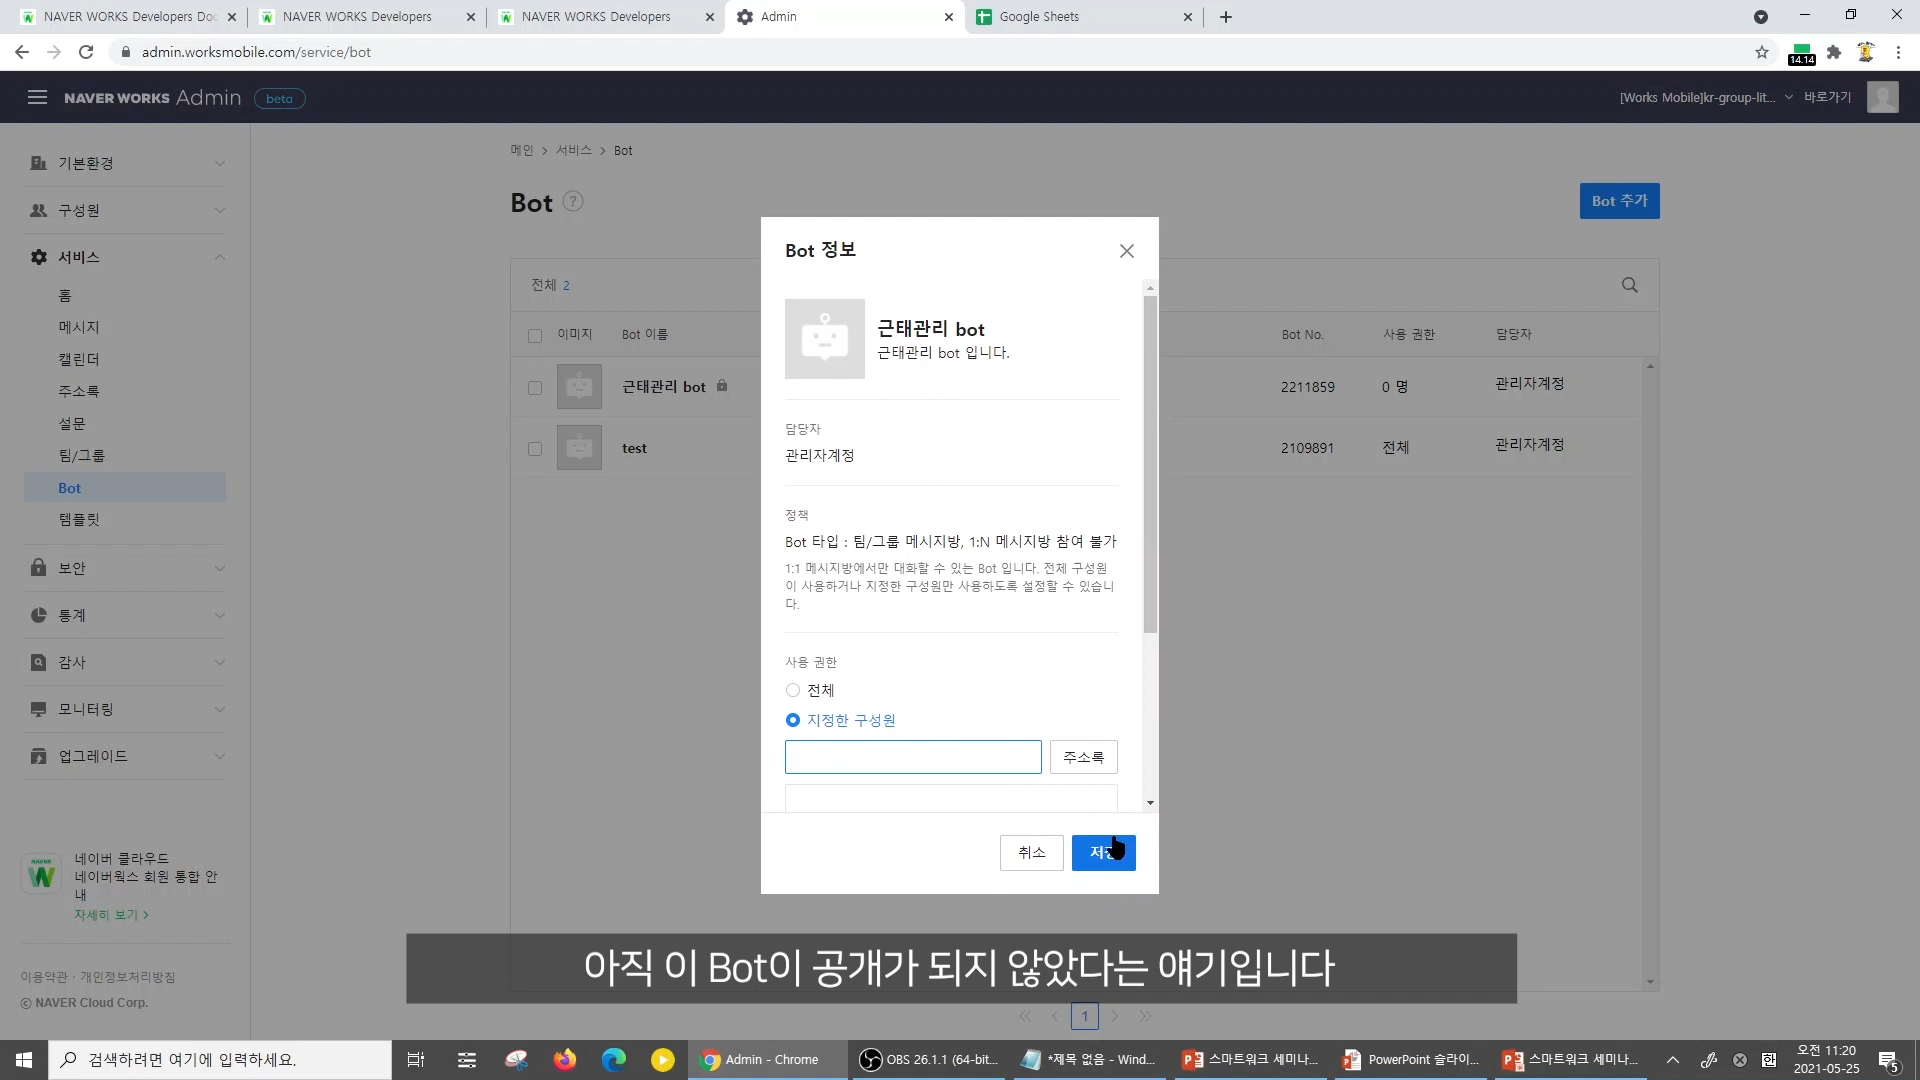 NAVER WORKS Developers Doc
NAVER WORKS Developers
NAVER WORKS Developers
Admin
Google Sheets
admin.worksmobile.com/service/bot
14.14
NAVER WORKS Admin beta
[Works Mobile]kr-group-lit...
바로가기
기본환경
구성원
서비스
홈
메시지
캘린더
주소록
설문
팀/그룹
Bot
템플릿
보안
통계
감사
모니터링
업그레이드
NAVER
W
네이버 클라우드
네이버웍스 회원 통합 안
내
자세히 보기 >
이용약관 · 개인정보처리방침
© NAVER Cloud Corp.
메인 > 서비스 > Bot
Bot ?
Bot 추가
전체 2
이미지 Bot 이름 Bot No. 사용 권한 담당자
근태관리 bot 2211859 0 명 관리자계정
test 2109891 전체 관리자계정
1
Bot 정보
근태관리 bot
근태관리 bot 입니다.
담당자
관리자계정
정책
Bot 타입 : 팀/그룹 메시지방, 1:N 메시지방 참여 불가
1:1 메시지방에서만 대화할 수 있는 Bot 입니다. 전체 구성원
이 사용하거나 지정한 구성원만 사용하도록 설정할 수 있습니
다.
사용 권한
전체
지정한 구성원
주소록
취소
아직 이 Bot이 공개가 되지 않았다는 얘기입니다
검색하려면 여기에 입력하세요.
Admin - Chrome
OBS 26.1.1 (64-bit...
*제목 없음 - Wind...
스마트워크 세미나...
PowerPoint 슬라이...
스마트워크 세미나...
한
오전 11:20
2021-05-25
5